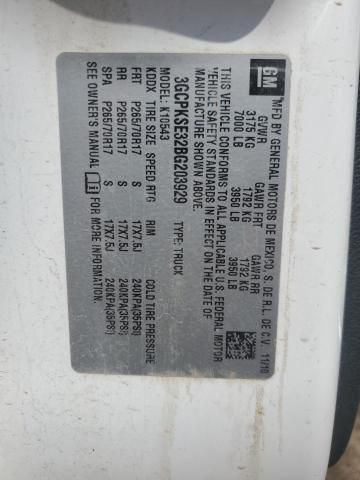 GM
MFD BY GENERAL MOTORS DE MEXICO, S. DE R.L. DE C.V. 11/10
GVWR GAWR FRT GAWR RR
3175 KG 1792 KG 1792 KG
7000 LB 3950 LB 3950 LB
THIS VEHICLE CONFORMS TO ALL APPLICABLE U.S. FEDERAL MOTOR
VEHICLE SAFETY STANDARDS IN EFFECT ON THE DATE OF
MANUFACTURE SHOWN ABOVE.
3GCPKSE32BG203929 TYPE: TRUCK
MODEL: K10543
KDDX TIRE SIZE SPEED RTG RIM COLD TIRE PRESSURE
FRT P265/70R17 S 17X7.5J 240KPA(35PSI)
RR P265/70R17 S 17X7.5J 240KPA(35PSI)
SPA P265/70R17 S 17X7.5J 240KPA(35PSI)
SEE OWNER'S MANUAL